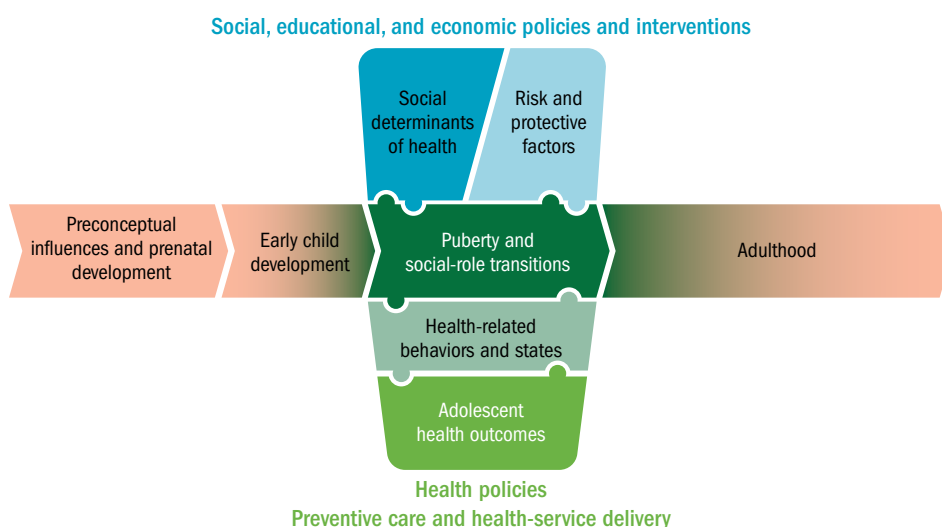 Social, educational, and economic policies and interventions
Social
determinants
of health
Risk and
protective
factors
Preconceptual
influences and prenatal
development
Early child
development
Puberty and
social-role transitions
Adulthood
Health-related
behaviors and states
Adolescent
health outcomes
Health policies
Preventive care and health-service delivery